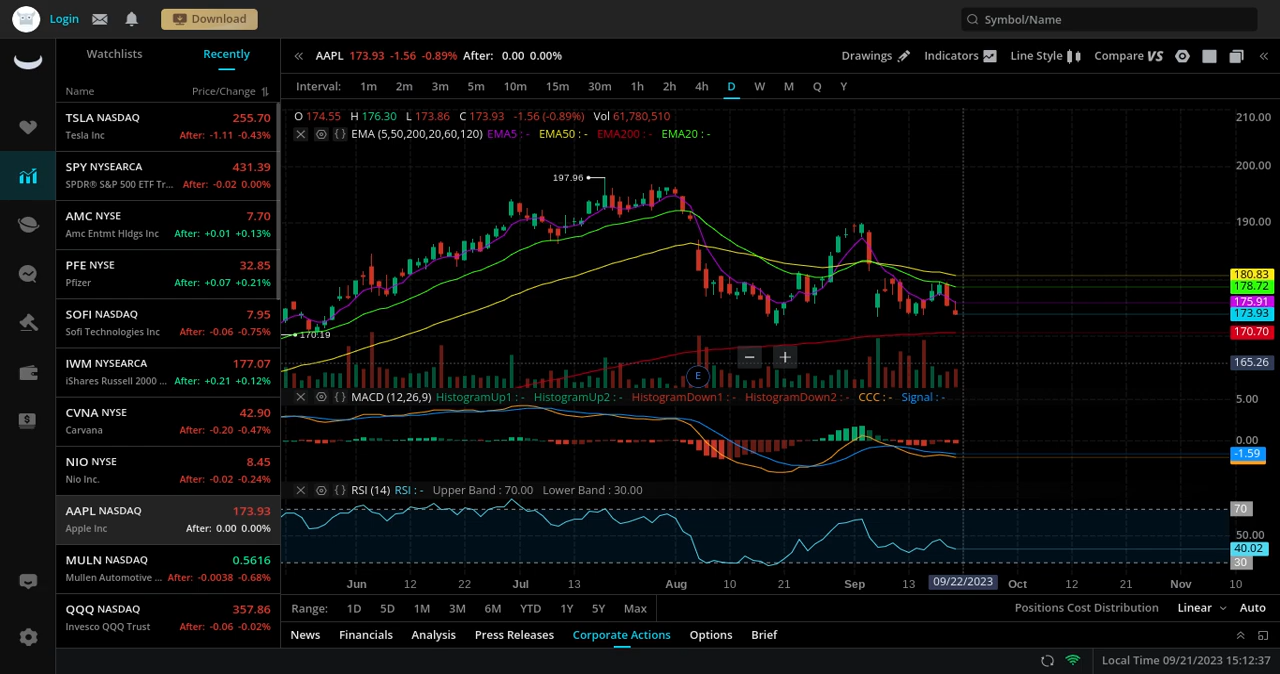 Login
Download
Symbol/Name
Watchlists
Recently
Name
Price/Change
TSLA NASDAQ 255.70
Tesla Inc After: -1.11 -0.43%
SPY NYSEARCA 431.39
SPDR® S&P 500 ETF Tr... After: -0.02 0.00%
AMC NYSE 7.70
Amc Entmt Hldgs Inc After: +0.01 +0.13%
PFE NYSE 32.85
Pfizer After: +0.07 +0.21%
SOFI NASDAQ 7.95
Sofi Technologies Inc After: -0.06 -0.75%
IWM NYSEARCA 177.07
iShares Russell 2000 ... After: +0.21 +0.12%
CVNA NYSE 42.90
Carvana After: -0.20 -0.47%
NIO NYSE 8.45
Nio Inc. After: -0.02 -0.24%
AAPL NASDAQ 173.93
Apple Inc After: 0.00 0.00%
MULN NASDAQ 0.5616
Mullen Automotive ... After: -0.0038 -0.68%
QQQ NASDAQ 357.86
Invesco QQQ Trust After: -0.06 -0.02%
AAPL 173.93 -1.56 -0.89% After: 0.00 0.00%
Drawings Indicators Line Style Compare VS
Interval: 1m 2m 3m 5m 10m 15m 30m 1h 2h 4h D W M Q Y
O 174.55 H 176.30 L 173.86 C 173.93 -1.56 (-0.89%) Vol 61,780,510
EMA (5,50,200,20,60,120) EMA5 : - EMA50 : - EMA200 : - EMA20 : -
197.96
170.19
E
210.00
200.00
190.00
180.83
178.72
175.91
173.93
170.70
165.26
MACD (12,26,9) HistogramUp1 : - HistogramUp2 : - HistogramDown1 : - HistogramDown2 : - CCC : - Signal : -
5.00
0.00
-1.59
RSI (14) RSI : - Upper Band : 70.00 Lower Band : 30.00
70
50.00
40.02
30
Jun 12 22 Jul 13 Aug 10 21 Sep 13 09/22/2023 Oct 12 21 Nov 10
Range: 1D 5D 1M 3M 6M YTD 1Y 5Y Max
Positions Cost Distribution Linear Auto
News Financials Analysis Press Releases Corporate Actions Options Brief
Local Time 09/21/2023 15:12:37